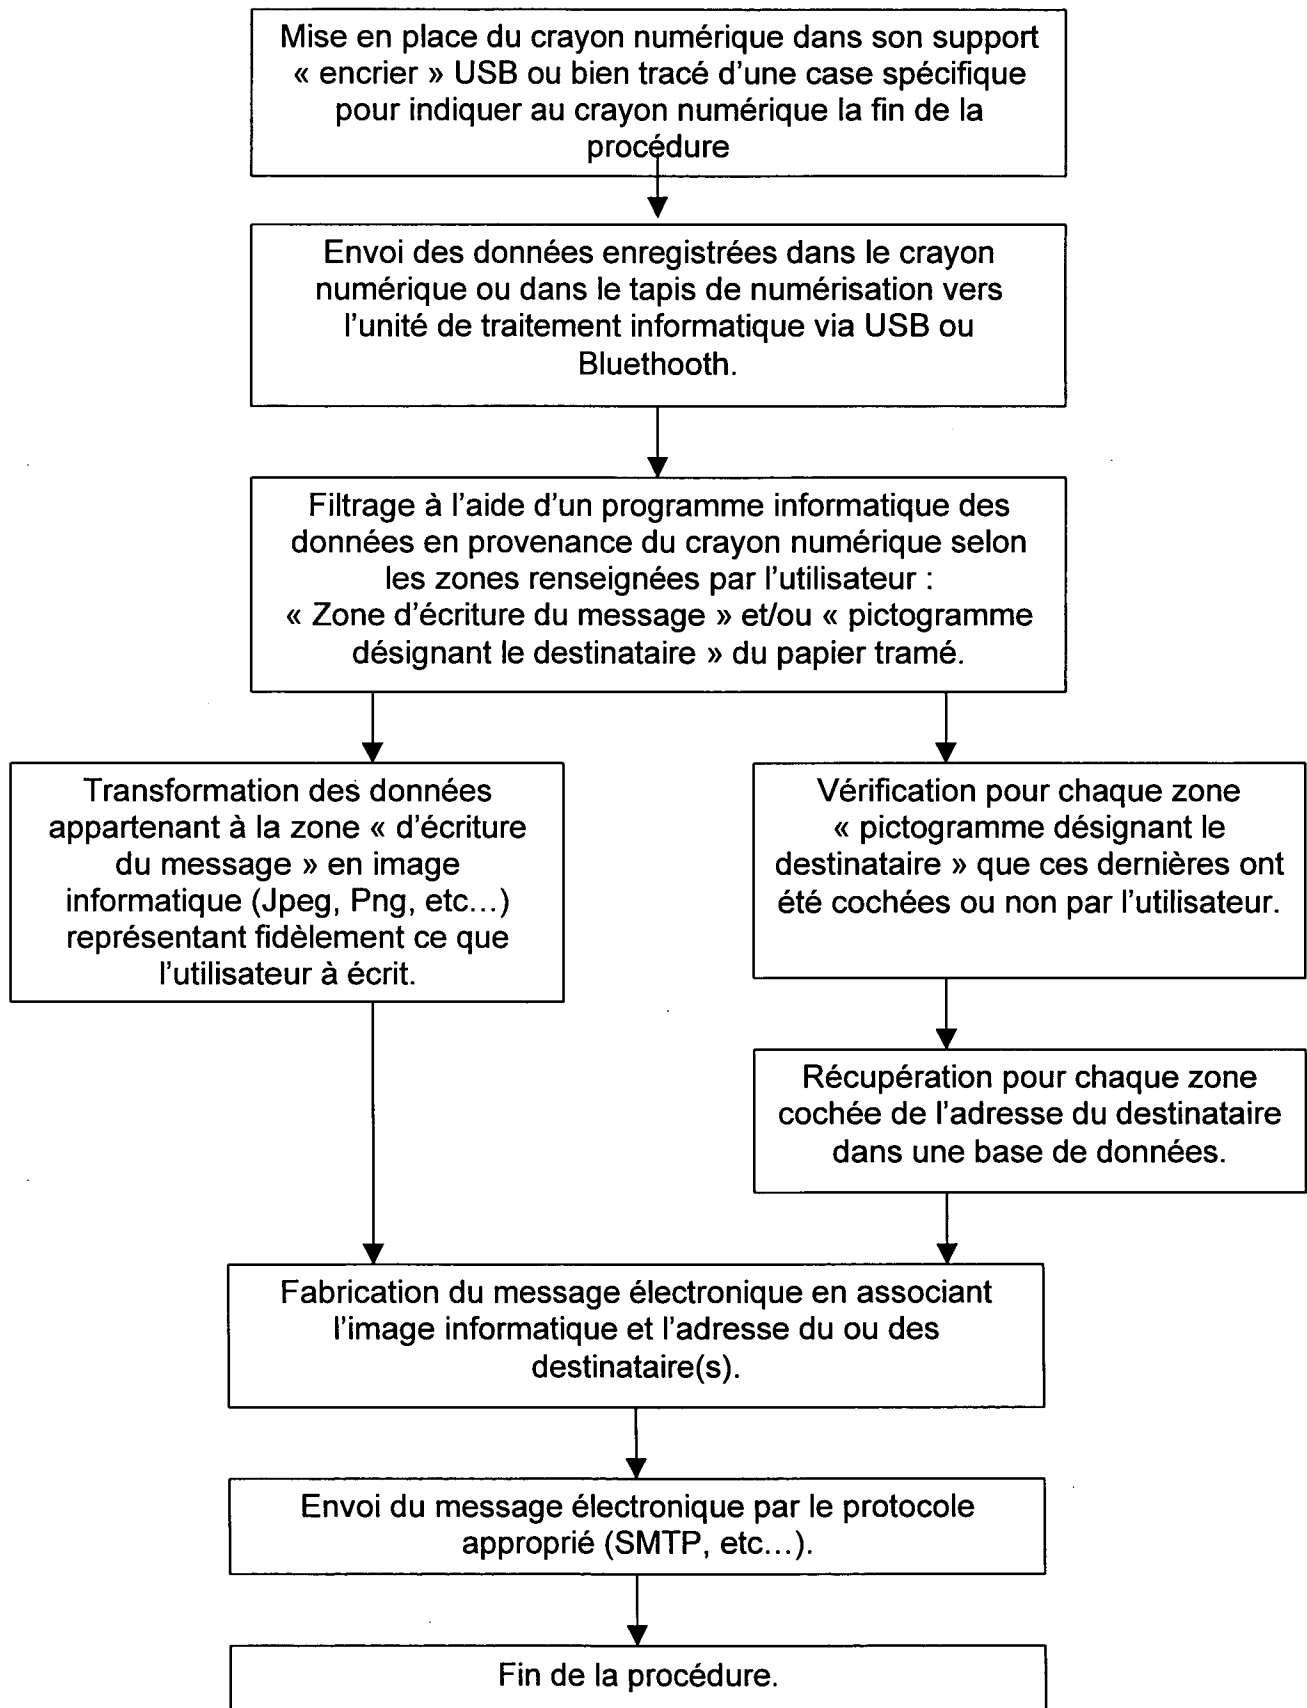 Mise en place du crayon numérique dans son support
« encrier » USB ou bien tracé d'une case spécifique
pour indiquer au crayon numérique la fin de la
procédure
Envoi des données enregistrées dans le crayon
numérique ou dans le tapis de numérisation vers
l'unité de traitement informatique via USB ou
Bluethooth.
Filtrage à l'aide d'un programme informatique des
données en provenance du crayon numérique selon
les zones renseignées par l'utilisateur :
« Zone d'écriture du message » et/ou « pictogramme
désignant le destinataire » du papier tramé.
Transformation des données
appartenant à la zone « d'écriture
du message » en image
informatique (Jpeg, Png, etc...)
représentant fidèlement ce que
l'utilisateur à écrit.
Vérification pour chaque zone
« pictogramme désignant le
destinataire » que ces dernières ont
été cochées ou non par l'utilisateur.
Récupération pour chaque zone
cochée de l'adresse du destinataire
dans une base de données.
Fabrication du message électronique en associant
l'image informatique et l'adresse du ou des
destinataire(s).
Envoi du message électronique par le protocole
approprié (SMTP, etc...).
Fin de la procédure.